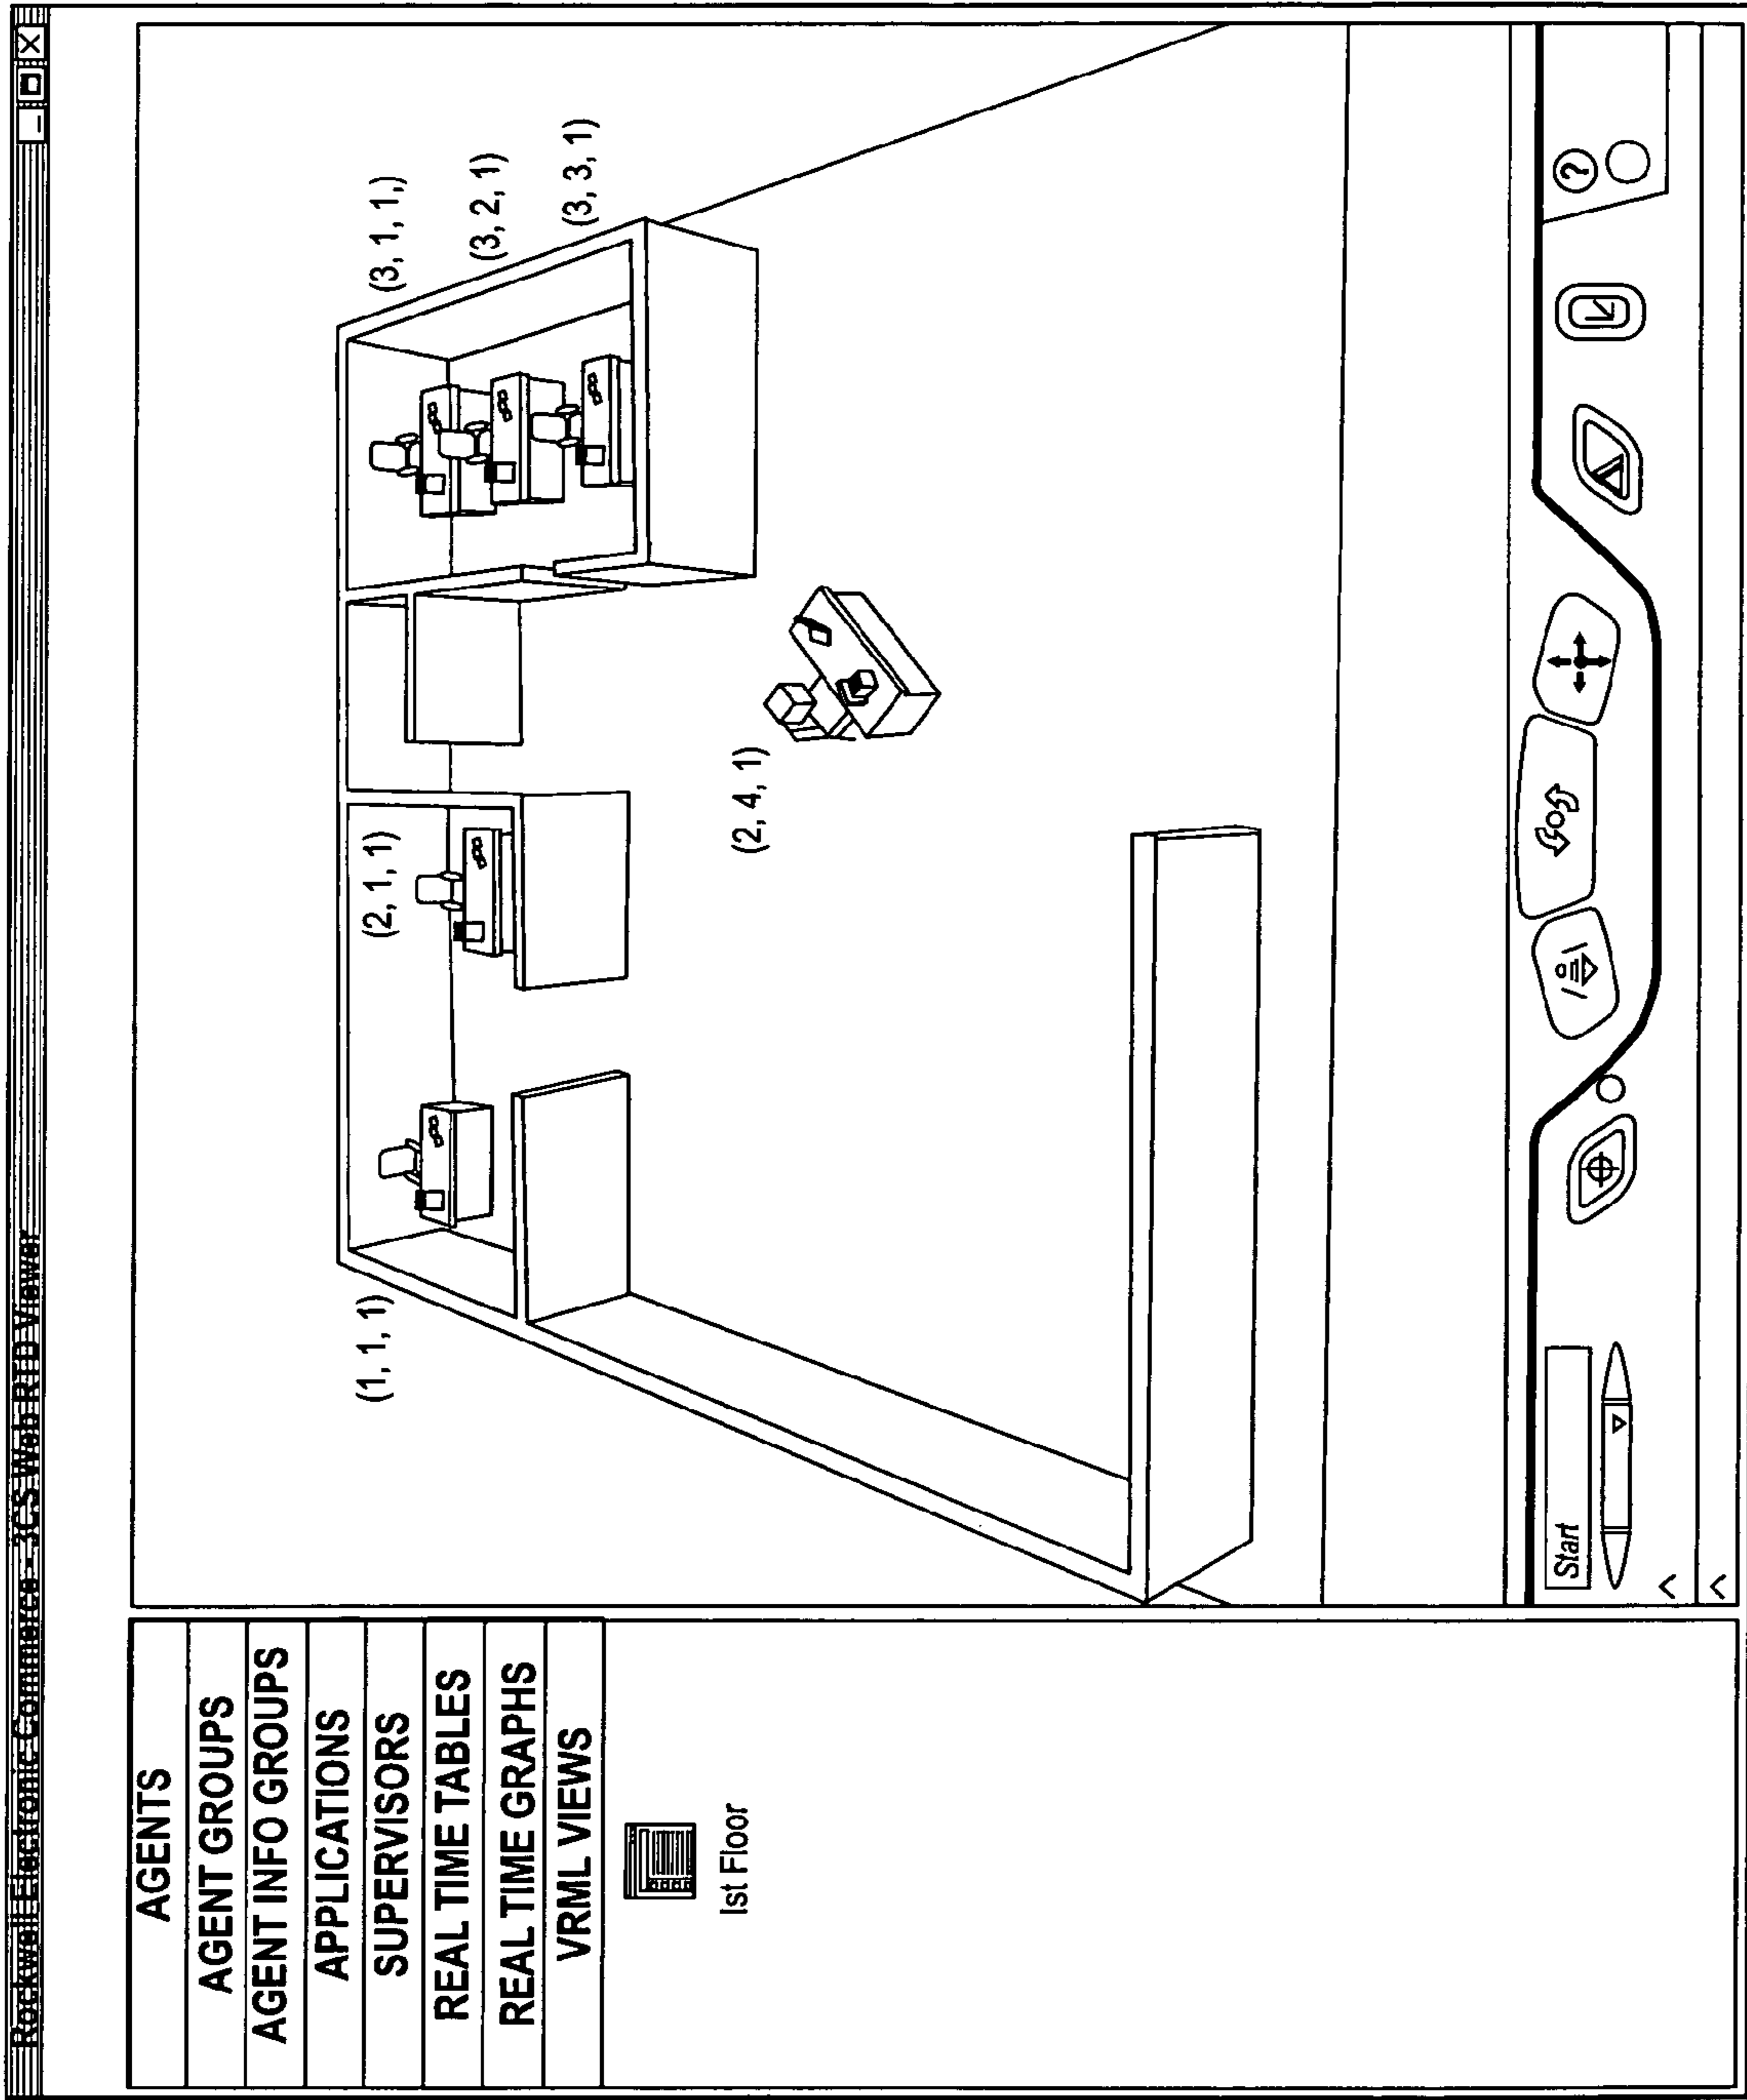 Rockwell Electronic Commerce - 3CS Web RTD Viewer
AGENTS
AGENT GROUPS
AGENT INFO GROUPS
APPLICATIONS
SUPERVISORS
REAL TIME TABLES
REAL TIME GRAPHS
VRML VIEWS
Ist Floor
(1, 1, 1)
(2, 1, 1)
(3, 1, 1,)
(3, 2, 1)
(3, 3, 1)
(2, 4, 1)
Start
?